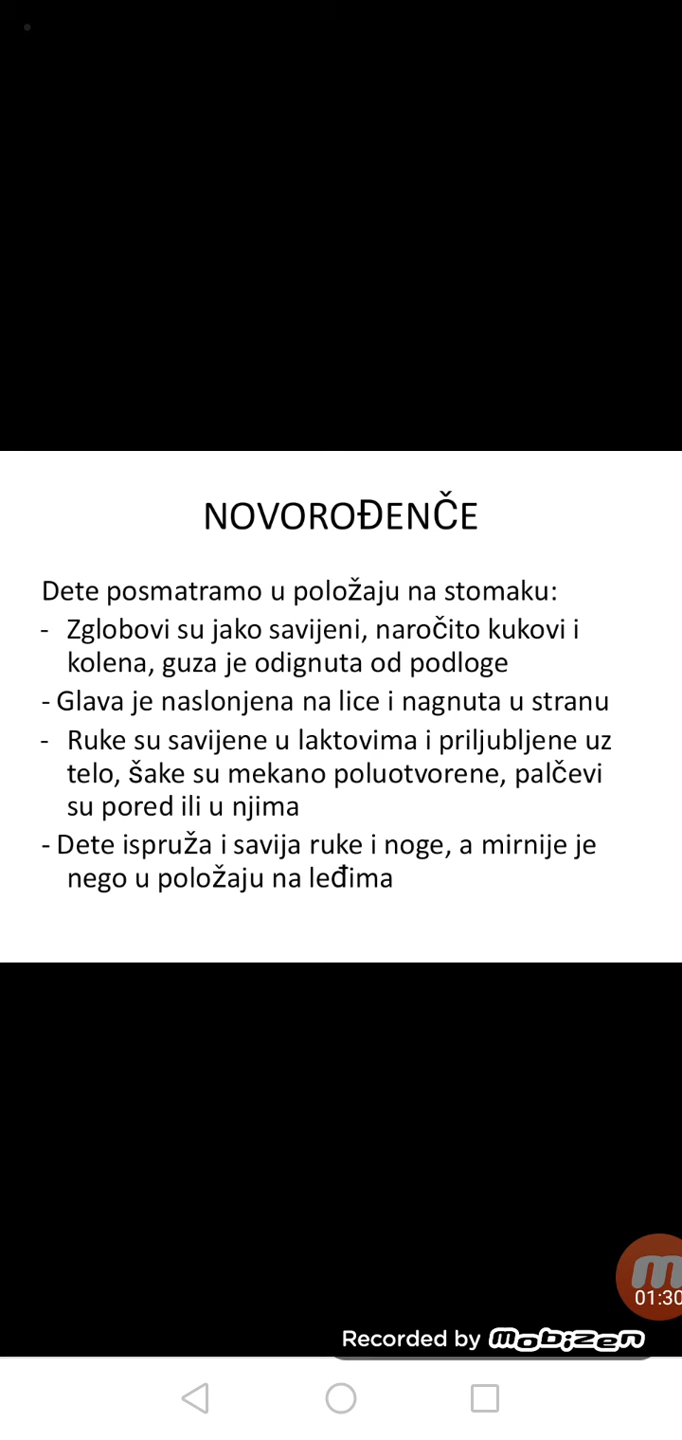 NOVOROĐENČE
Dete posmatramo u položaju na stomaku:
- Zglobovi su jako savijeni, naročito kukovi i
kolena, guza je odignuta od podloge
- Glava je naslonjena na lice i nagnuta u stranu
- Ruke su savijene u laktovima i priljubljene uz
telo, šake su mekano poluotvorene, palčevi
su pored ili u njima
- Dete ispruža i savija ruke i noge, a mirnije je
nego u položaju na leđima
01:30
Recorded by mobizen